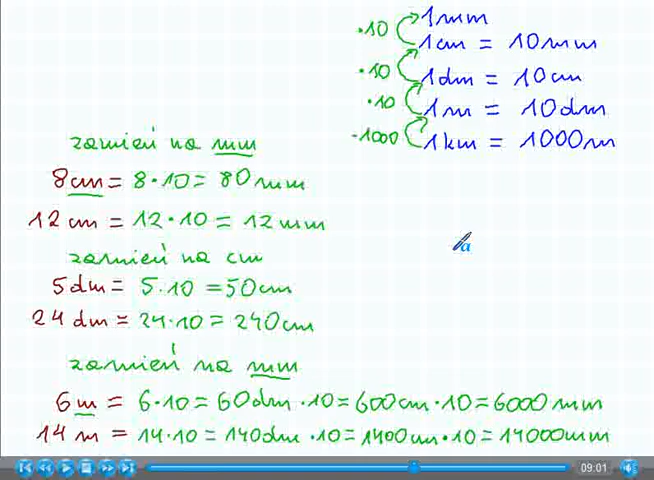 ·10 1mm
1cm = 10mm
·10 1dm = 10cm
·10 1m = 10dm
·1000 1km = 1000m
zamień na mm
8cm = 8·10 = 80mm
12cm = 12·10 = 12mm
zamień na cm
5dm = 5·10 = 50cm
24dm = 24·10 = 240cm
zamień na mm
6m = 6·10 = 60dm ·10 = 600cm ·10 = 6000mm
14m = 14·10 = 140dm ·10 = 1400cm ·10 = 14000mm
09:01